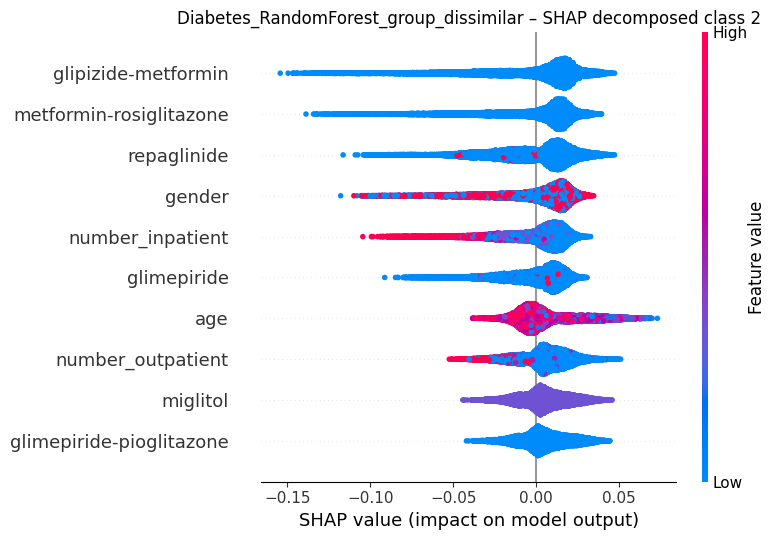 Diabetes_RandomForest_group_dissimilar – SHAP decomposed class 2
High
glipizide-metformin
metformin-rosiglitazone
repaglinide
gender
number_inpatient
glimepiride
age
number_outpatient
miglitol
glimepiride-pioglitazone
Feature value
Low
−0.15 −0.10 −0.05 0.00 0.05
SHAP value (impact on model output)